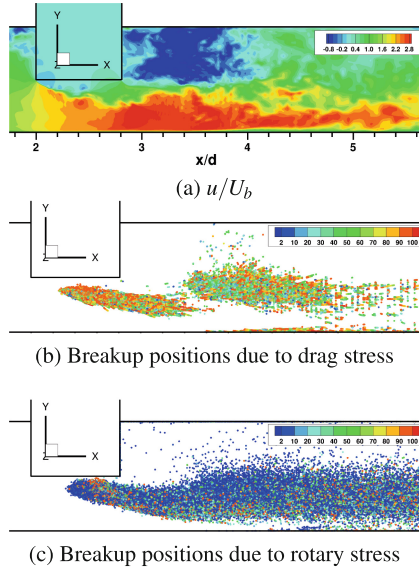 Y
Z X
-0.8 -0.2 0.4 1.0 1.6 2.2 2.8
2 3 4 5
x/d
(a) u/U_b
Y
Z X
2 10 20 30 40 50 60 70 80 90 100
(b) Breakup positions due to drag stress
Y
Z X
2 10 20 30 40 50 60 70 80 90 100
(c) Breakup positions due to rotary stress